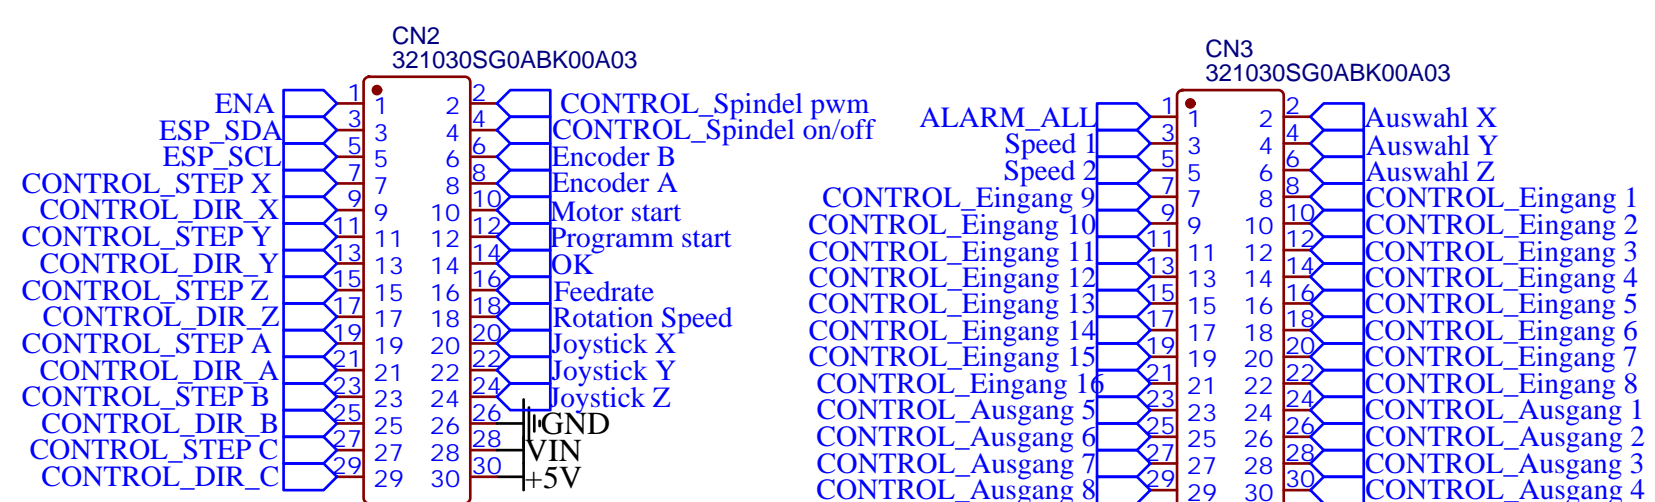 CN2
321030SG0ABK00A03
ENA 1 1 2 2 CONTROL_Spindel pwm
ESP_SDA 3 3 4 4 CONTROL_Spindel on/off
ESP_SCL 5 5 6 6 Encoder B
CONTROL_STEP X 7 7 8 8 Encoder A
CONTROL_DIR_X 9 9 10 10 Motor start
CONTROL_STEP Y 11 11 12 12 Programm start
CONTROL_DIR_Y 13 13 14 14 OK
CONTROL_STEP Z 15 15 16 16 Feedrate
CONTROL_DIR_Z 17 17 18 18 Rotation Speed
CONTROL_STEP A 19 19 20 20 Joystick X
CONTROL_DIR_A 21 21 22 22 Joystick Y
CONTROL_STEP B 23 23 24 24 Joystick Z
CONTROL_DIR_B 25 25 26 26 GND
CONTROL_STEP C 27 27 28 28 VIN
CONTROL_DIR_C 29 29 30 30 +5V
CN3
321030SG0ABK00A03
ALARM_ALL 1 1 2 2 Auswahl X
Speed 1 3 3 4 4 Auswahl Y
Speed 2 5 5 6 6 Auswahl Z
CONTROL_Eingang 9 7 7 8 8 CONTROL_Eingang 1
CONTROL_Eingang 10 9 9 10 10 CONTROL_Eingang 2
CONTROL_Eingang 11 11 11 12 12 CONTROL_Eingang 3
CONTROL_Eingang 12 13 13 14 14 CONTROL_Eingang 4
CONTROL_Eingang 13 15 15 16 16 CONTROL_Eingang 5
CONTROL_Eingang 14 17 17 18 18 CONTROL_Eingang 6
CONTROL_Eingang 15 19 19 20 20 CONTROL_Eingang 7
CONTROL_Eingang 16 21 21 22 22 CONTROL_Eingang 8
CONTROL_Ausgang 5 23 23 24 24 CONTROL_Ausgang 1
CONTROL_Ausgang 6 25 25 26 26 CONTROL_Ausgang 2
CONTROL_Ausgang 7 27 27 28 28 CONTROL_Ausgang 3
CONTROL_Ausgang 8 29 29 30 30 CONTROL_Ausgang 4